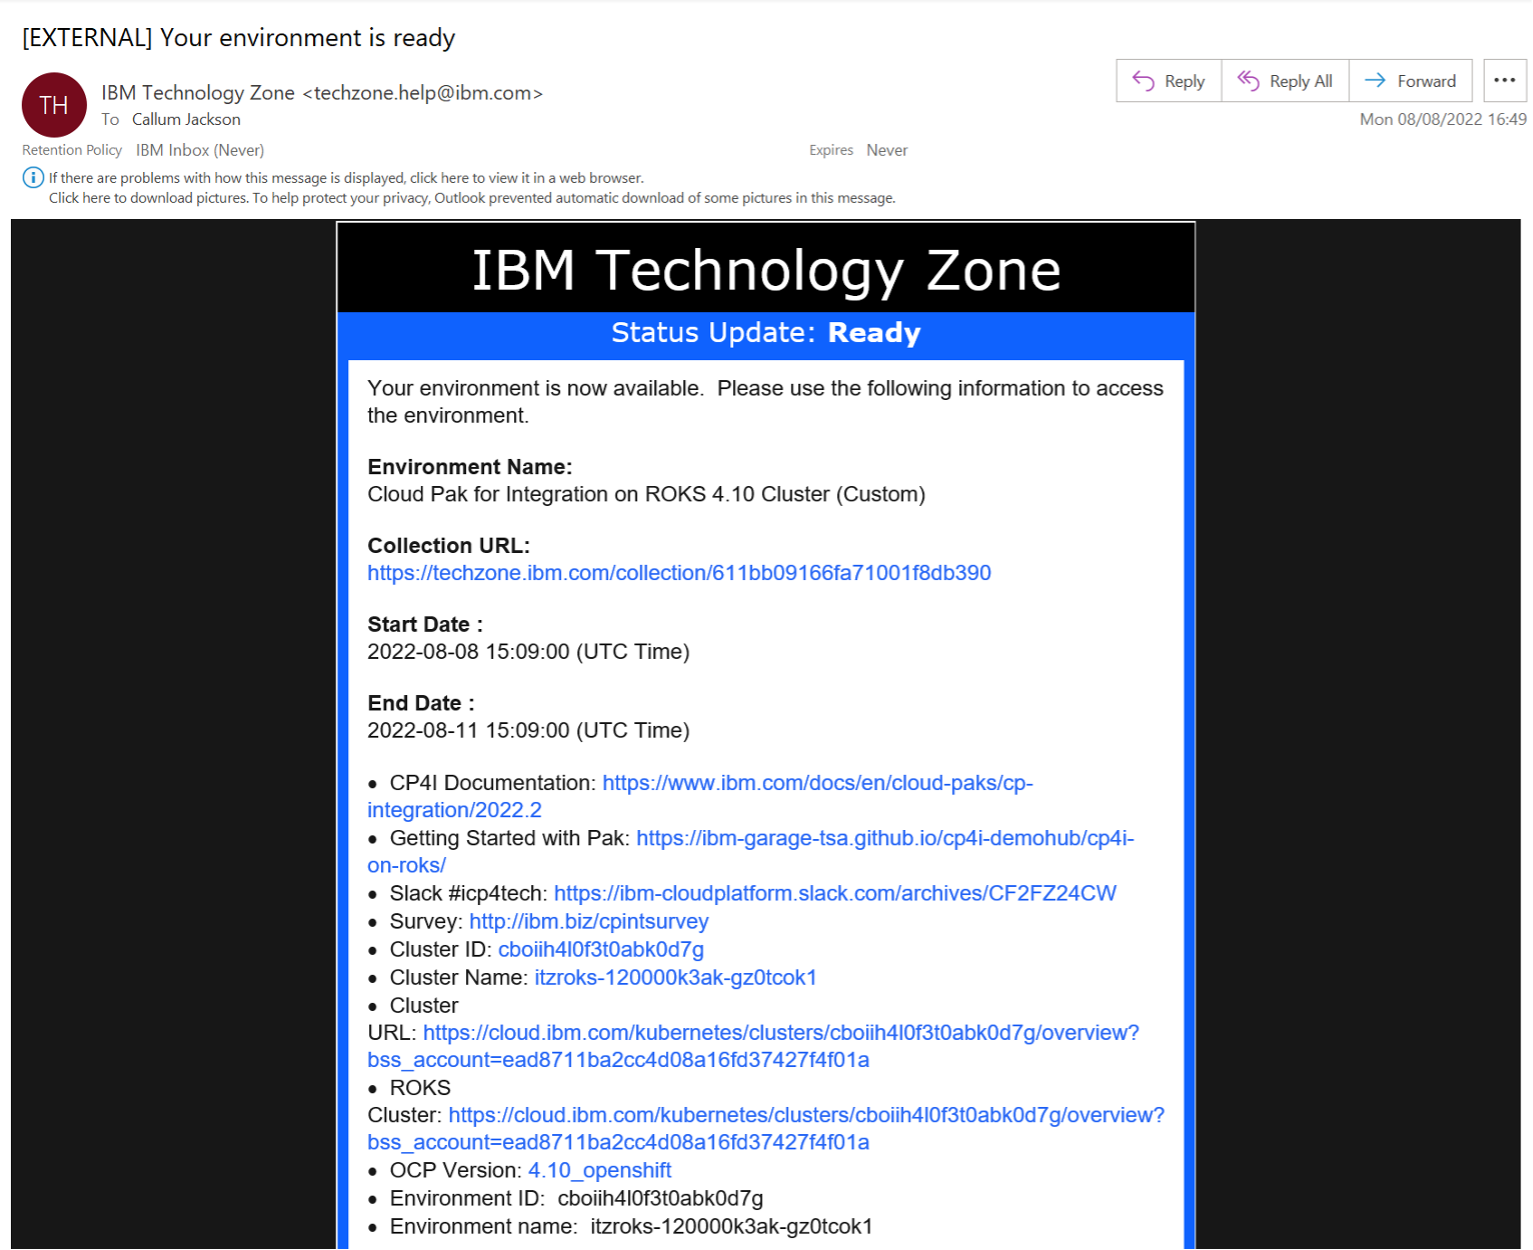 [EXTERNAL] Your environment is ready
TH
IBM Technology Zone <techzone.help@ibm.com>
To Callum Jackson
Reply
Reply All
Forward
Mon 08/08/2022 16:49
Retention Policy IBM Inbox (Never)
Expires Never
If there are problems with how this message is displayed, click here to view it in a web browser.
Click here to download pictures. To help protect your privacy, Outlook prevented automatic download of some pictures in this message.
IBM Technology Zone
Status Update: Ready
Your environment is now available. Please use the following information to access
the environment.
Environment Name:
Cloud Pak for Integration on ROKS 4.10 Cluster (Custom)
Collection URL:
https://techzone.ibm.com/collection/611bb09166fa71001f8db390
Start Date :
2022-08-08 15:09:00 (UTC Time)
End Date :
2022-08-11 15:09:00 (UTC Time)
• CP4I Documentation: https://www.ibm.com/docs/en/cloud-paks/cp-
integration/2022.2
• Getting Started with Pak: https://ibm-garage-tsa.github.io/cp4i-demohub/cp4i-
on-roks/
• Slack #icp4tech: https://ibm-cloudplatform.slack.com/archives/CF2FZ24CW
• Survey: http://ibm.biz/cpintsurvey
• Cluster ID: cboiih4l0f3t0abk0d7g
• Cluster Name: itzroks-120000k3ak-gz0tcok1
• Cluster
URL: https://cloud.ibm.com/kubernetes/clusters/cboiih4l0f3t0abk0d7g/overview?
bss_account=ead8711ba2cc4d08a16fd37427f4f01a
• ROKS
Cluster: https://cloud.ibm.com/kubernetes/clusters/cboiih4l0f3t0abk0d7g/overview?
bss_account=ead8711ba2cc4d08a16fd37427f4f01a
• OCP Version: 4.10_openshift
• Environment ID: cboiih4l0f3t0abk0d7g
• Environment name: itzroks-120000k3ak-gz0tcok1